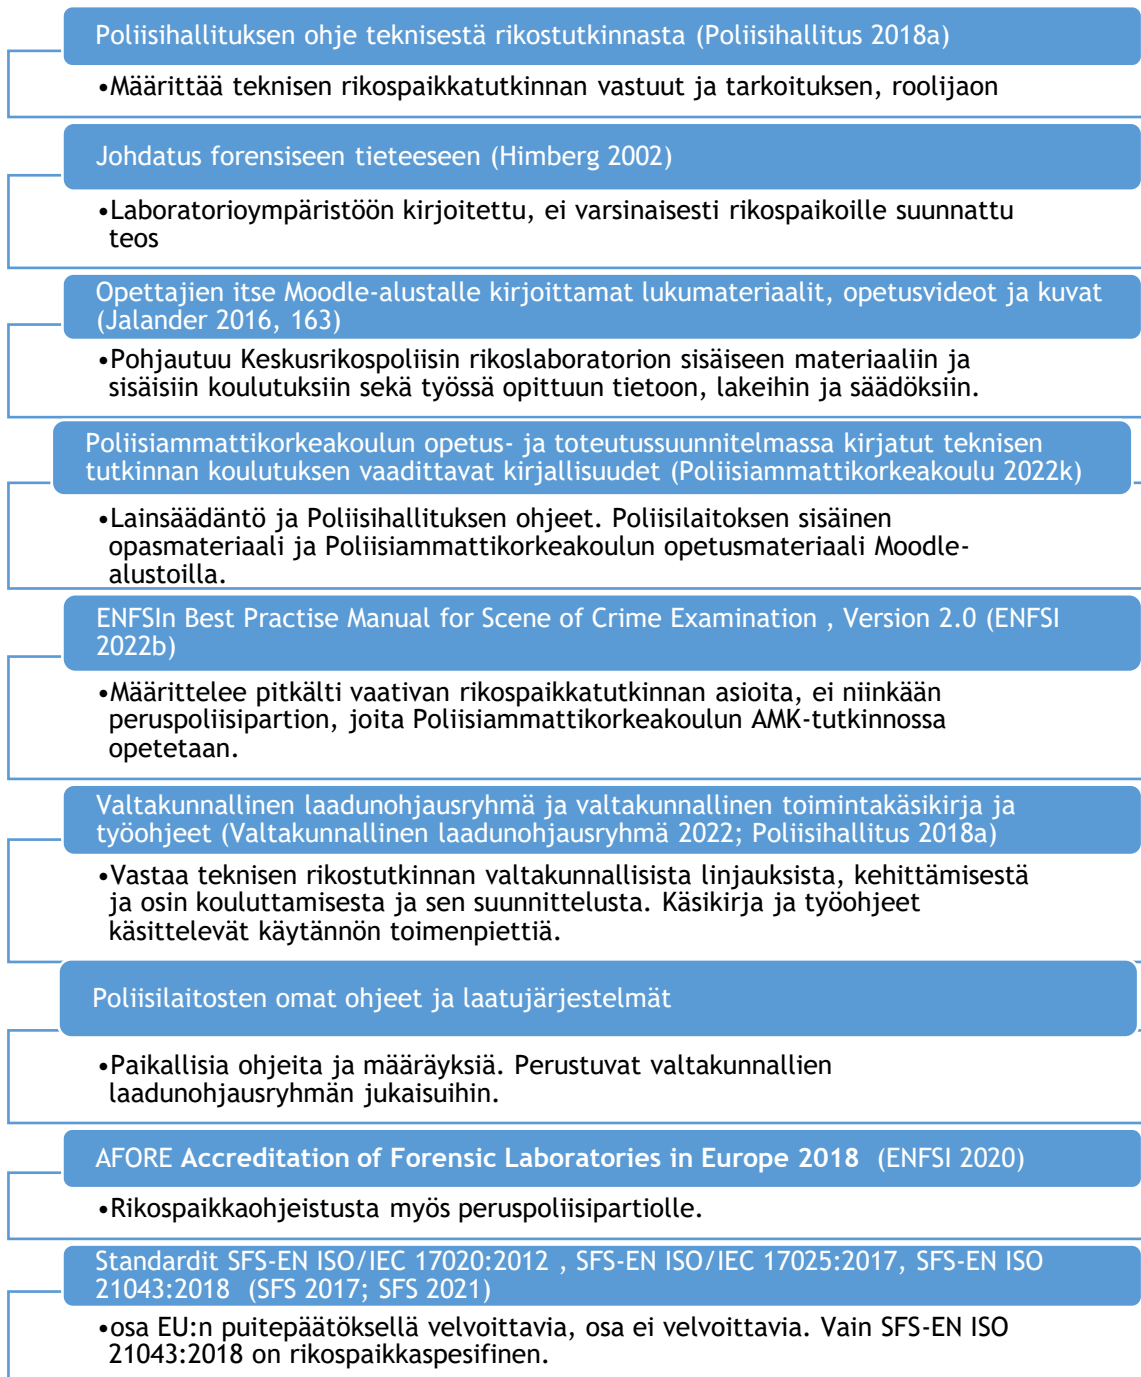 Poliisihallituksen ohje teknisestä rikostutkinnasta (Poliisihallitus 2018a)
•Määrittää teknisen rikospaikkatutkinnan vastuut ja tarkoituksen, roolijaon
Johdatus forensiseen tieteeseen (Himberg 2002)
•Laboratorioympäristöön kirjoitettu, ei varsinaisesti rikospaikoille suunnattu
teos
Opettajien itse Moodle-alustalle kirjoittamat lukumateriaalit, opetusvideot ja kuvat
(Jalander 2016, 163)
•Pohjautuu Keskusrikospoliisin rikoslaboratorion sisäiseen materiaaliin ja
sisäisiin koulutuksiin sekä työssä opittuun tietoon, lakeihin ja säädöksiin.
Poliisiammattikorkeakoulun opetus- ja toteutussuunnitelmassa kirjatut teknisen
tutkinnan koulutuksen vaadittavat kirjallisuudet (Poliisiammattikorkeakoulu 2022k)
•Lainsäädäntö ja Poliisihallituksen ohjeet. Poliisilaitoksen sisäinen
opasmateriaali ja Poliisiammattikorkeakoulun opetusmateriaali Moodle-
alustoilla.
ENFSIn Best Practise Manual for Scene of Crime Examination , Version 2.0 (ENFSI
2022b)
•Määrittelee pitkälti vaativan rikospaikkatutkinnan asioita, ei niinkään
peruspoliisipartion, joita Poliisiammattikorkeakoulun AMK-tutkinnossa
opetetaan.
Valtakunnallinen laadunohjausryhmä ja valtakunnallinen toimintakäsikirja ja
työohjeet (Valtakunnallinen laadunohjausryhmä 2022; Poliisihallitus 2018a)
•Vastaa teknisen rikostutkinnan valtakunnallisista linjauksista, kehittämisestä
ja osin kouluttamisesta ja sen suunnittelusta. Käsikirja ja työohjeet
käsittelevät käytännön toimenpiettiä.
Poliisilaitosten omat ohjeet ja laatujärjestelmät
•Paikallisia ohjeita ja määräyksiä. Perustuvat valtakunnallien
laadunohjausryhmän jukaisuihin.
AFORE Accreditation of Forensic Laboratories in Europe 2018 (ENFSI 2020)
•Rikospaikkaohjeistusta myös peruspoliisipartiolle.
Standardit SFS-EN ISO/IEC 17020:2012 , SFS-EN ISO/IEC 17025:2017, SFS-EN ISO
21043:2018 (SFS 2017; SFS 2021)
•osa EU:n puitepäätöksellä velvoittavia, osa ei velvoittavia. Vain SFS-EN ISO
21043:2018 on rikospaikkaspesifinen.